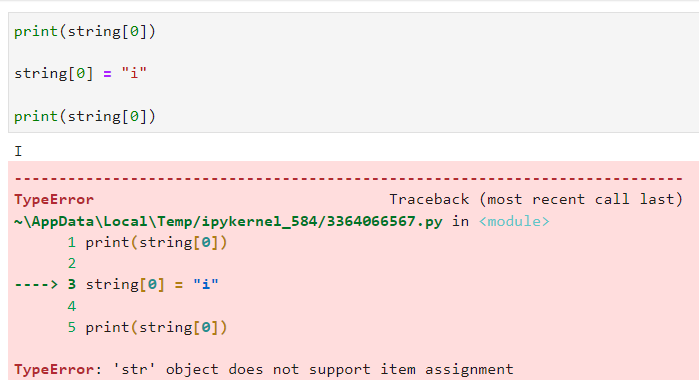 print(string[0])
string[0] = "i"
print(string[0])
I
---------------------------------------------------------------------------
TypeError                                 Traceback (most recent call last)
~\AppData\Local\Temp/ipykernel_584/3364066567.py in <module>
      1 print(string[0])
      2
----> 3 string[0] = "i"
      4
      5 print(string[0])
TypeError: 'str' object does not support item assignment